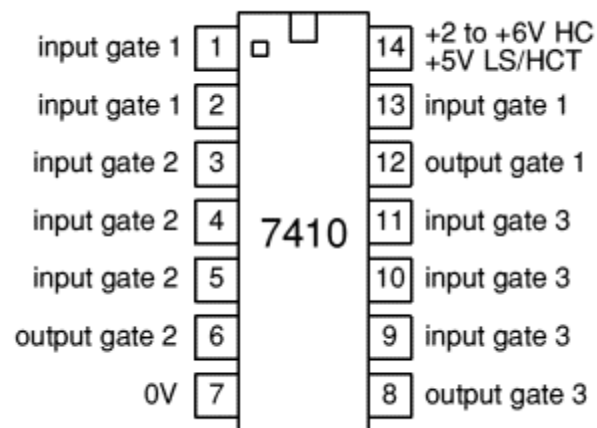 input gate 1 1 14 +2 to +6V HC
+5V LS/HCT
input gate 1 2 13 input gate 1
input gate 2 3 12 output gate 1
input gate 2 4 11 input gate 3
7410
input gate 2 5 10 input gate 3
output gate 2 6 9 input gate 3
0V 7 8 output gate 3